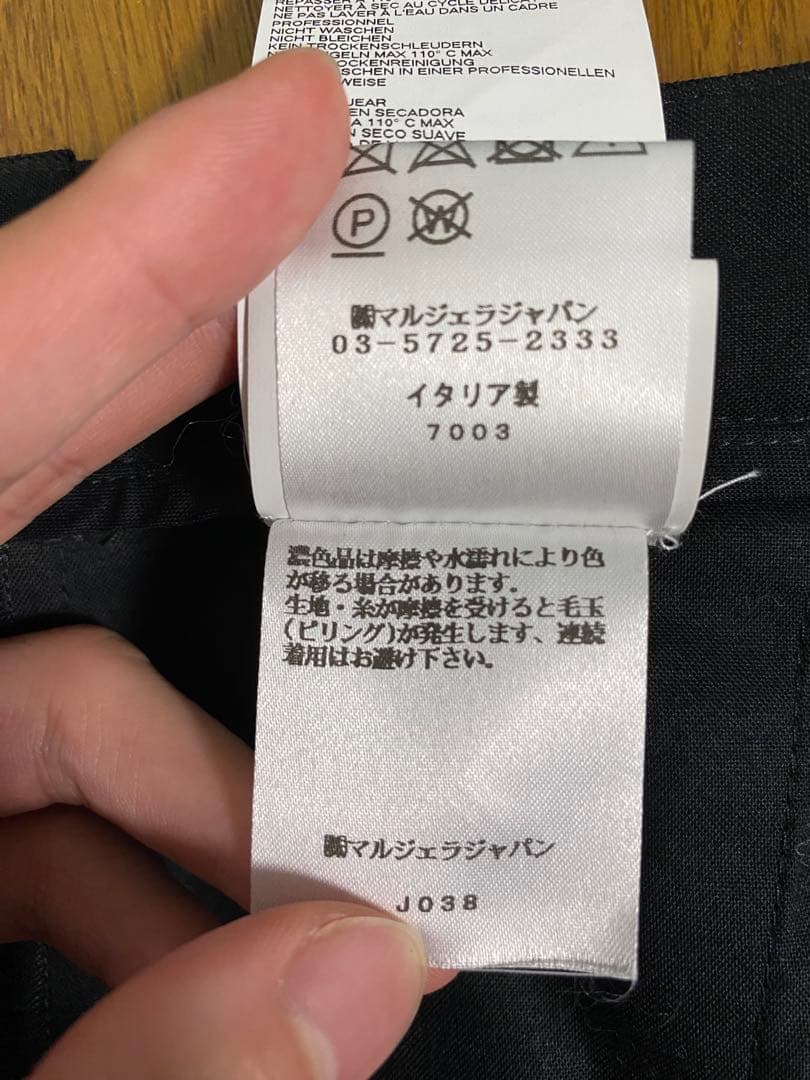 NETTOYER À SEC AU CYCLE DÉLICAT
NE PAS LAVER À L'EAU DANS UN CADRE
PROFESSIONNEL
NICHT WASCHEN
NICHT BLEICHEN
KEIN TROCKENSCHLEUDERN
GELN MAX 110° C MAX
OCKENREINIGUNG
SCHEN IN EINER PROFESSIONELLEN
WEISE
JEAR
EN SECADORA
A 110° C MAX
N SECO SUAVE
P W
㈱マルジェラジャパン
03-5725-2333
イタリア製
7003
濃色品は摩擦や水濡れにより色
が移る場合があります。
生地・糸が摩擦を受けると毛玉
(ピリング)が発生します、連続
着用はお避け下さい。
㈱マルジェラジャパン
J038